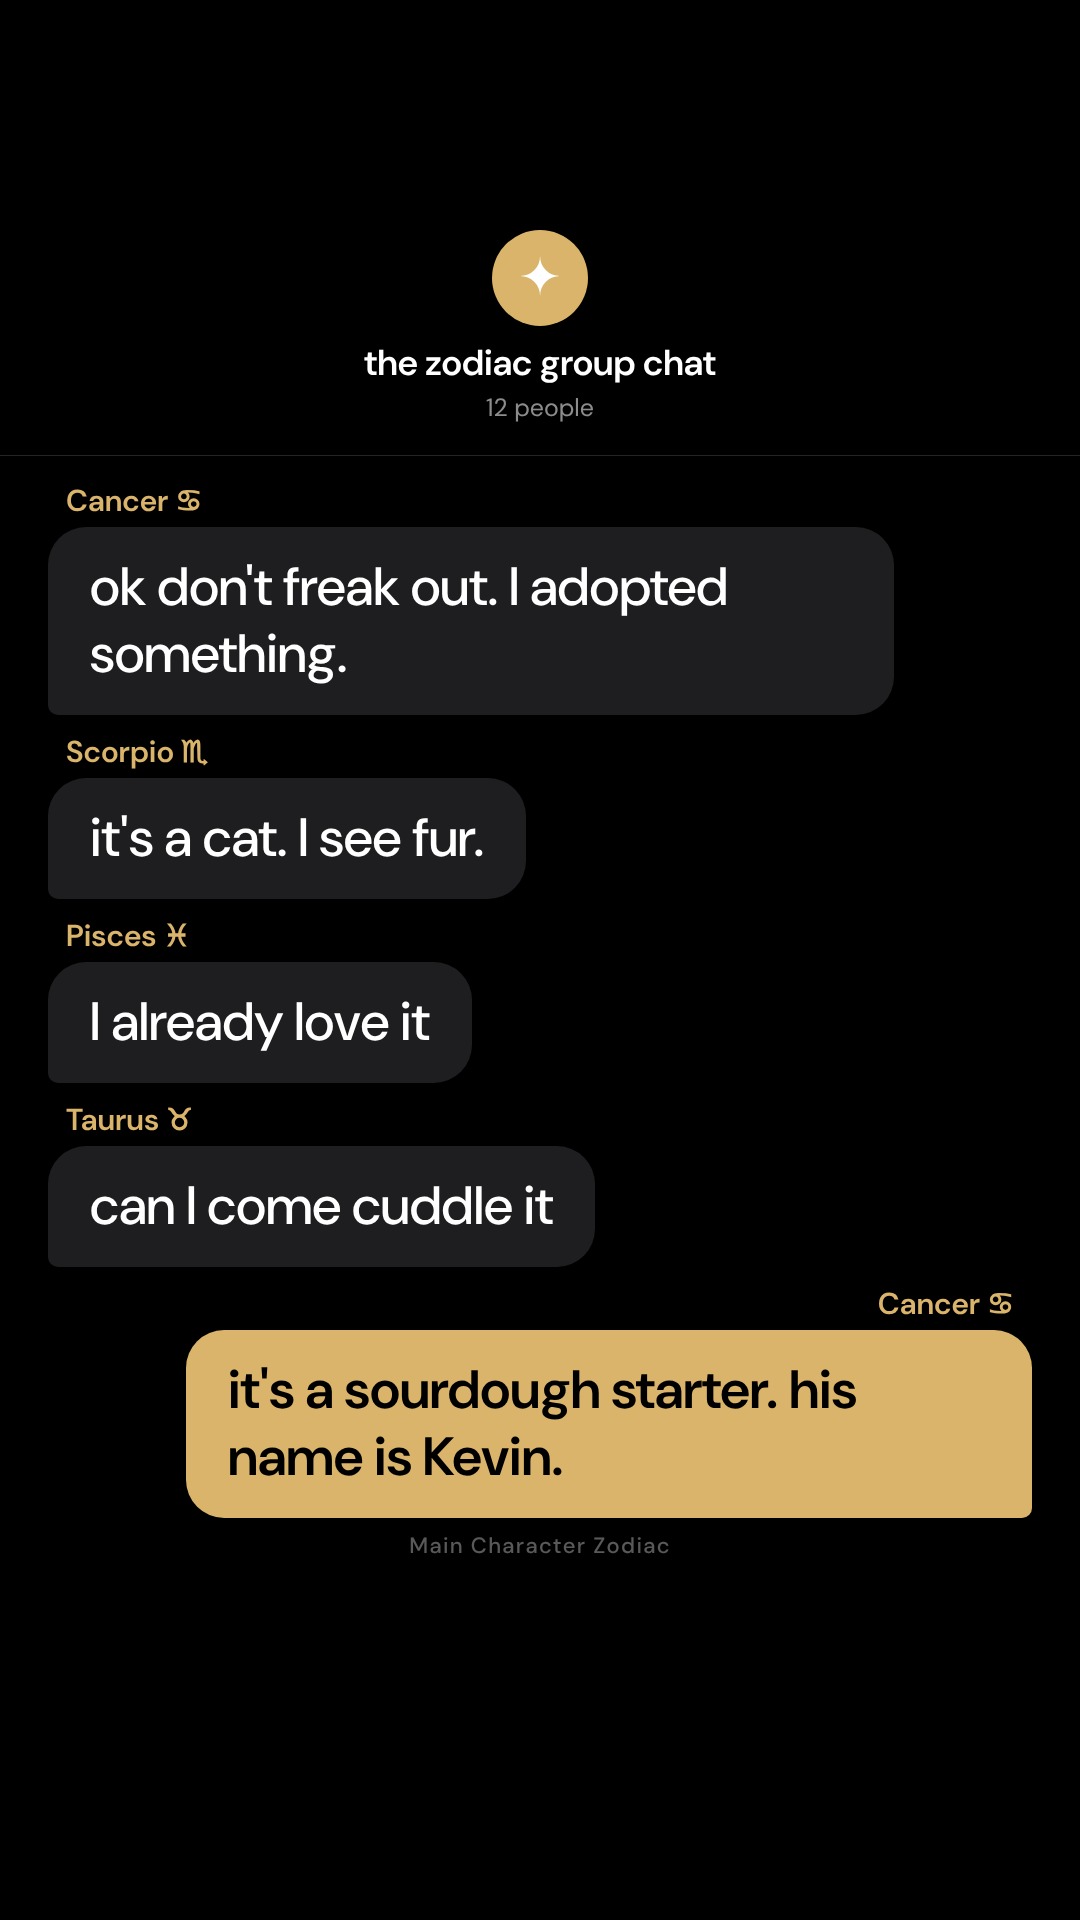 the zodiac group chat
12 people
Cancer ♋︎
ok don't freak out. I adopted
something.
Scorpio ♏︎
it's a cat. I see fur.
Pisces ♓︎
I already love it
Taurus ♉︎
can I come cuddle it
Cancer ♋︎
it's a sourdough starter. his
name is Kevin.
Main Character Zodiac